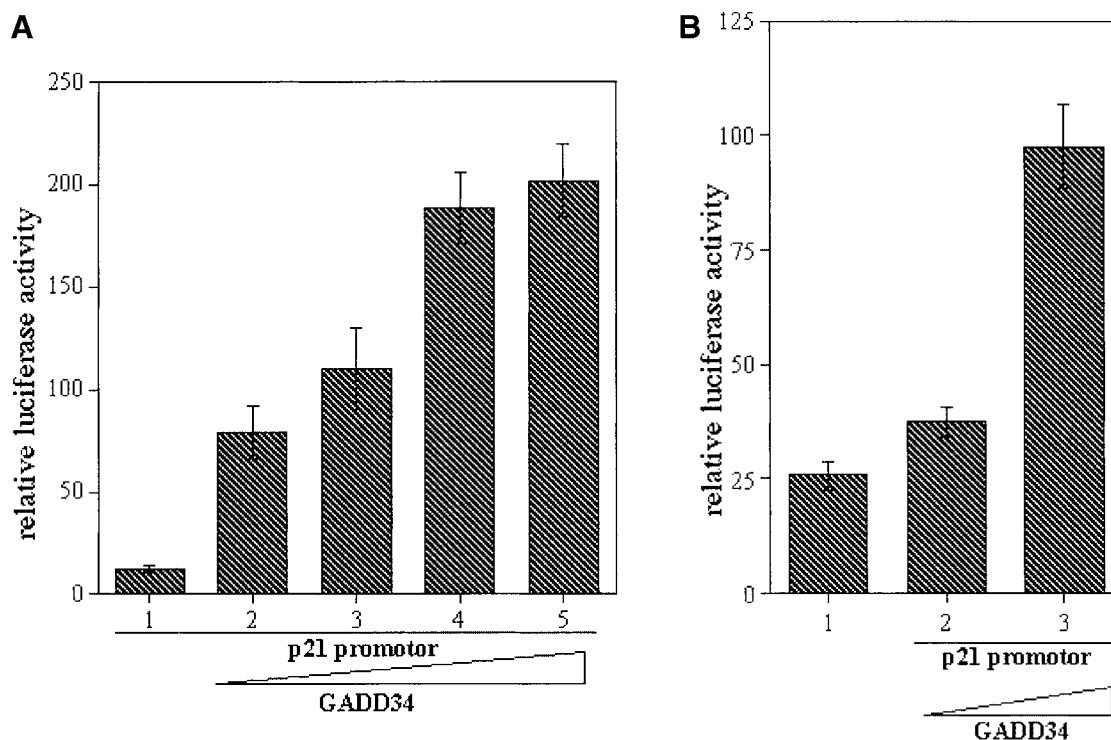 A
relative luciferase activity
250
200
150
100
50
0
1 2 3 4 5
p21 promotor
GADD34
B
relative luciferase activity
125
100
75
50
25
0
1 2 3
p21 promotor
GADD34